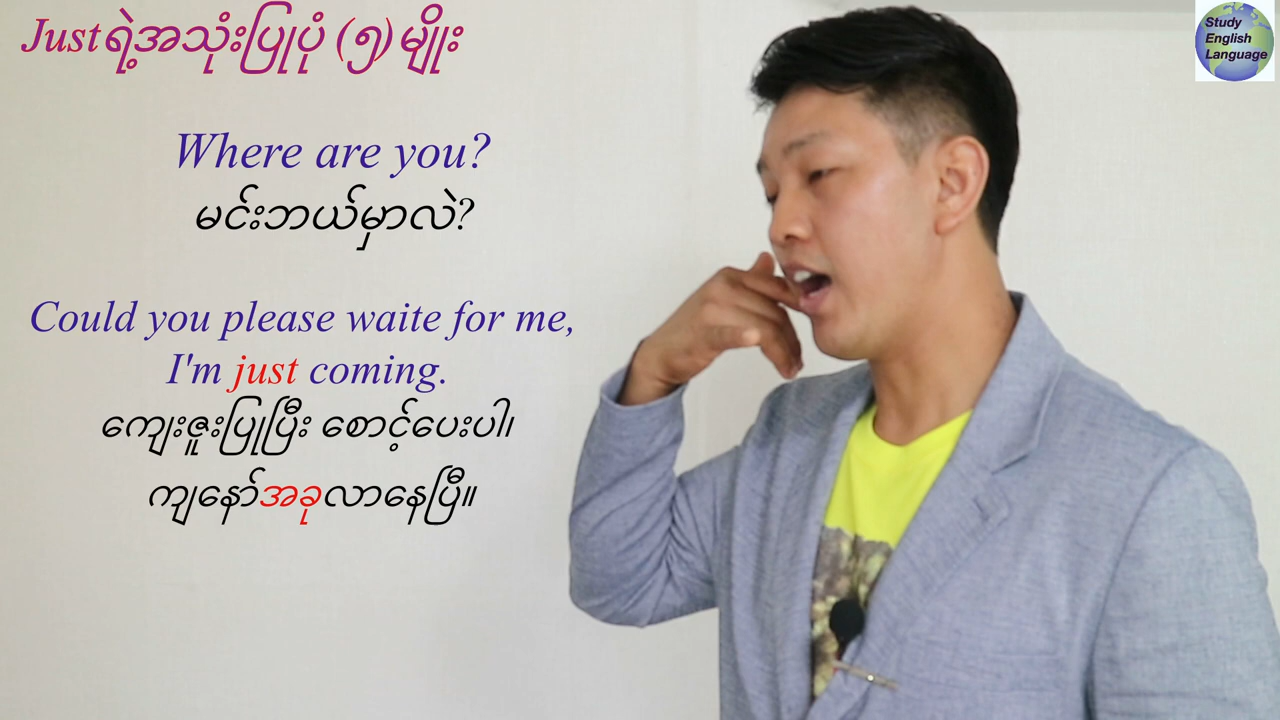 Justရဲ့အသုံးပြုပုံ (၅)မျိုး
Study
English
Language
Where are you?
မင်းဘယ်မှာလဲ?
Could you please waite for me,
I'm just coming.
ကျေးဇူးပြုပြီး စောင့်ပေးပါ၊
ကျနော်အခုလာနေပြီ။